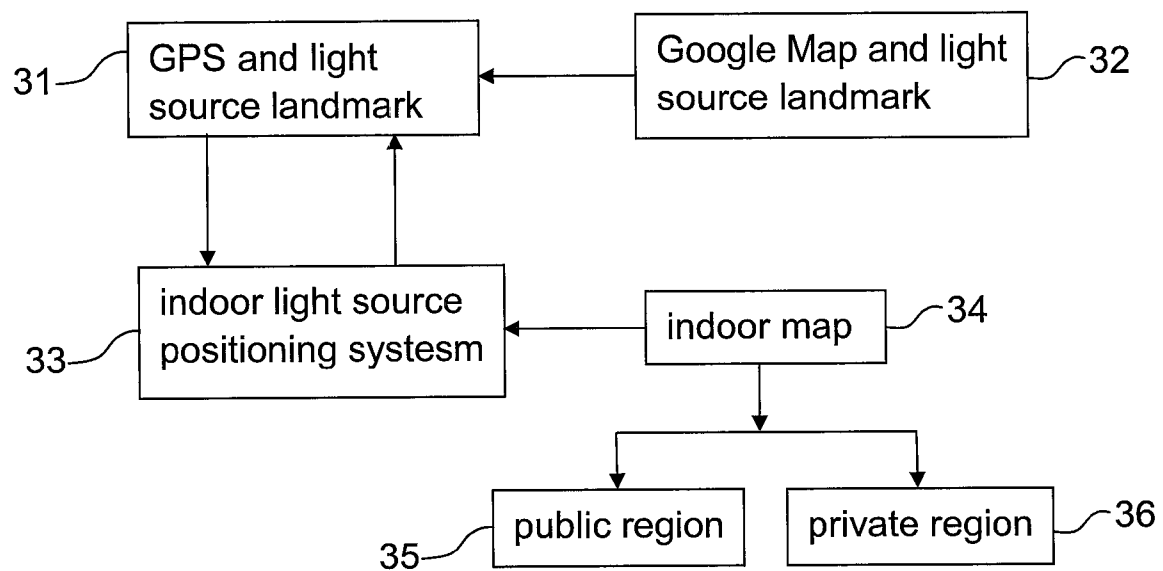 31
GPS and light
source landmark
Google Map and light
source landmark
32
33
indoor light source
positioning systesm
indoor map
34
35
public region
private region
36